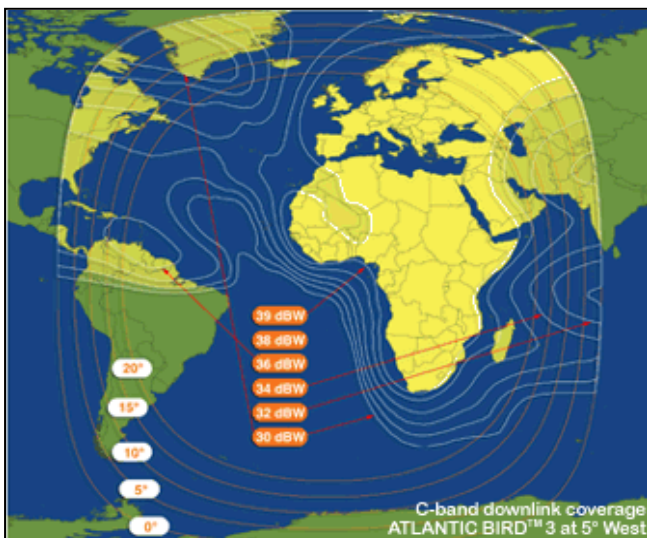 39 dBW
38 dBW
36 dBW
20°
34 dBW
15°
32 dBW
30 dBW
10°
5°
0°
C-band downlink coverage
ATLANTIC BIRD™ 3 at 5° West